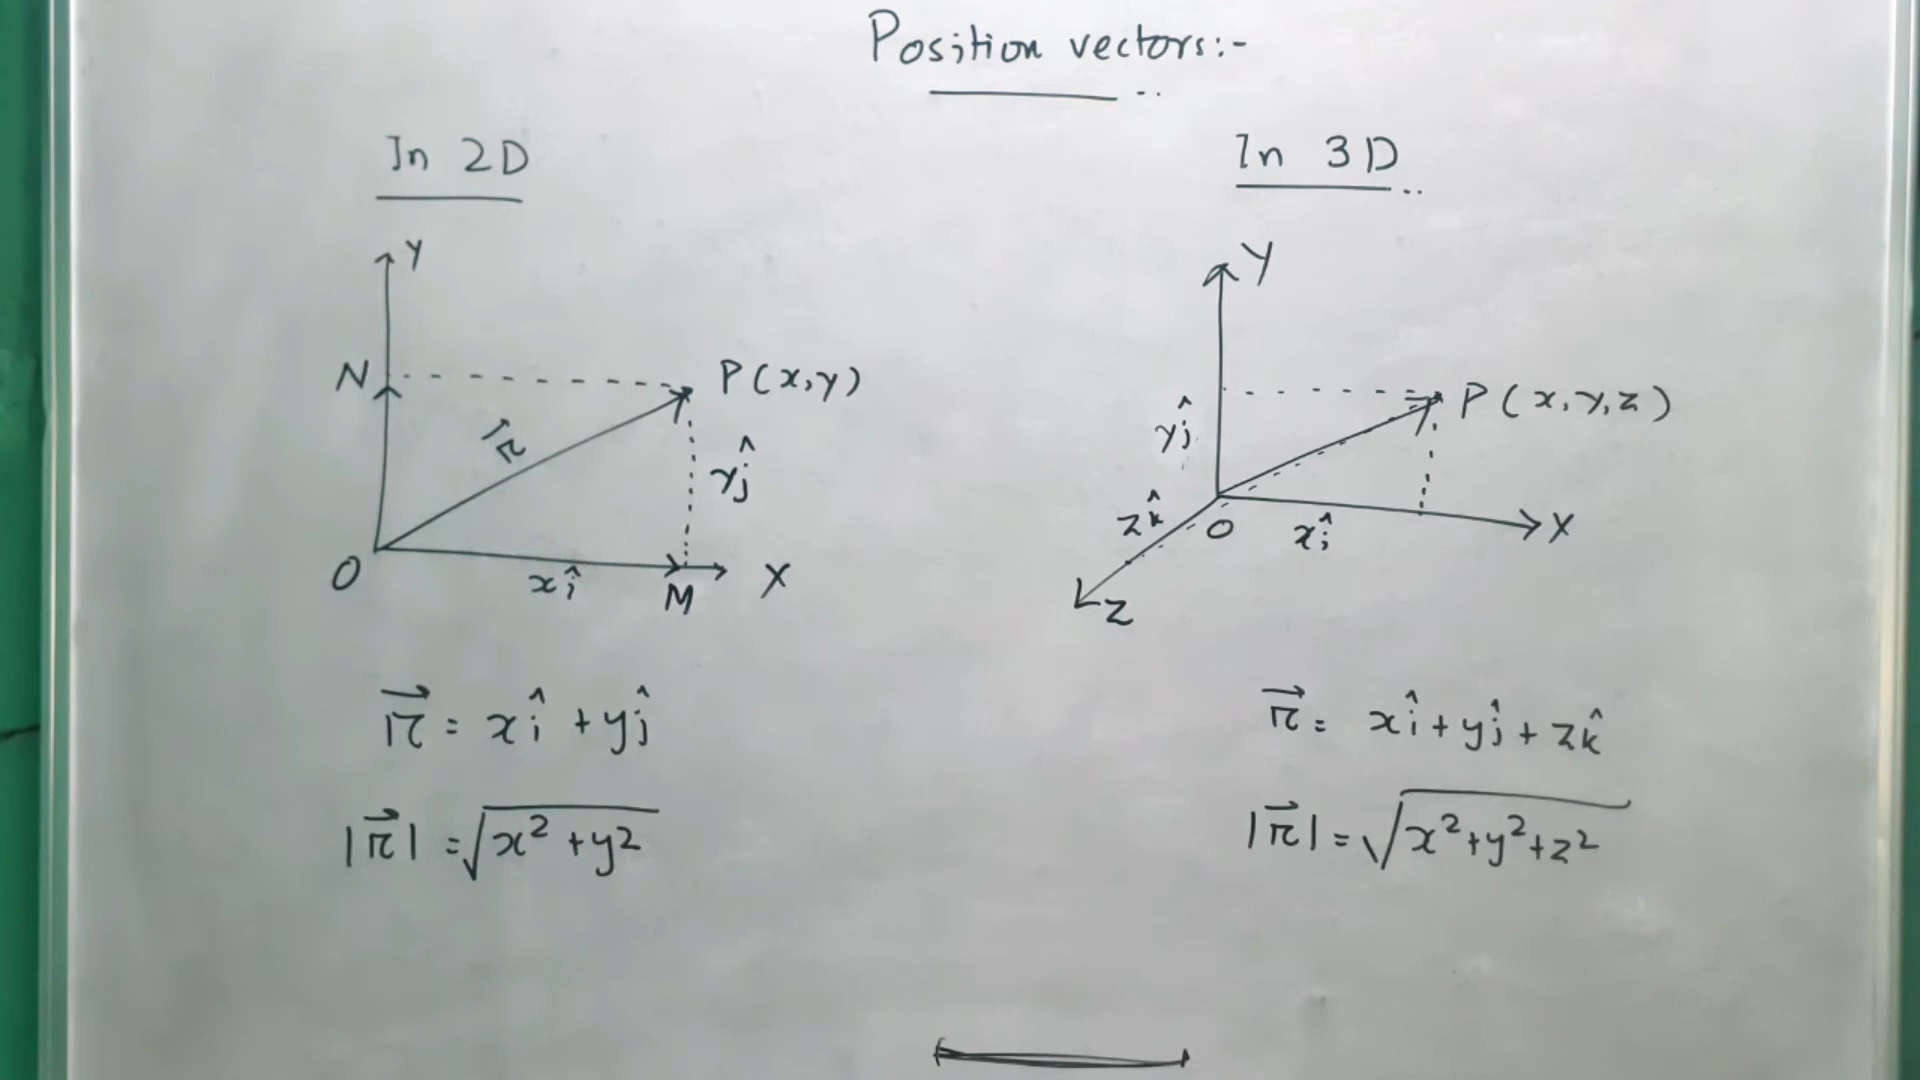 Position vectors:-
In 2D
Y
N
P(x,y)
r⃗
yĵ
O
xî
M
X
r⃗ = xî + yĵ
|r⃗| = √x² + y²
In 3D
Y
P(x,y,z)
yĵ
zk̂
O
xî
X
Z
r⃗ = xî + yĵ + zk̂
|r⃗| = √x²+y²+z²